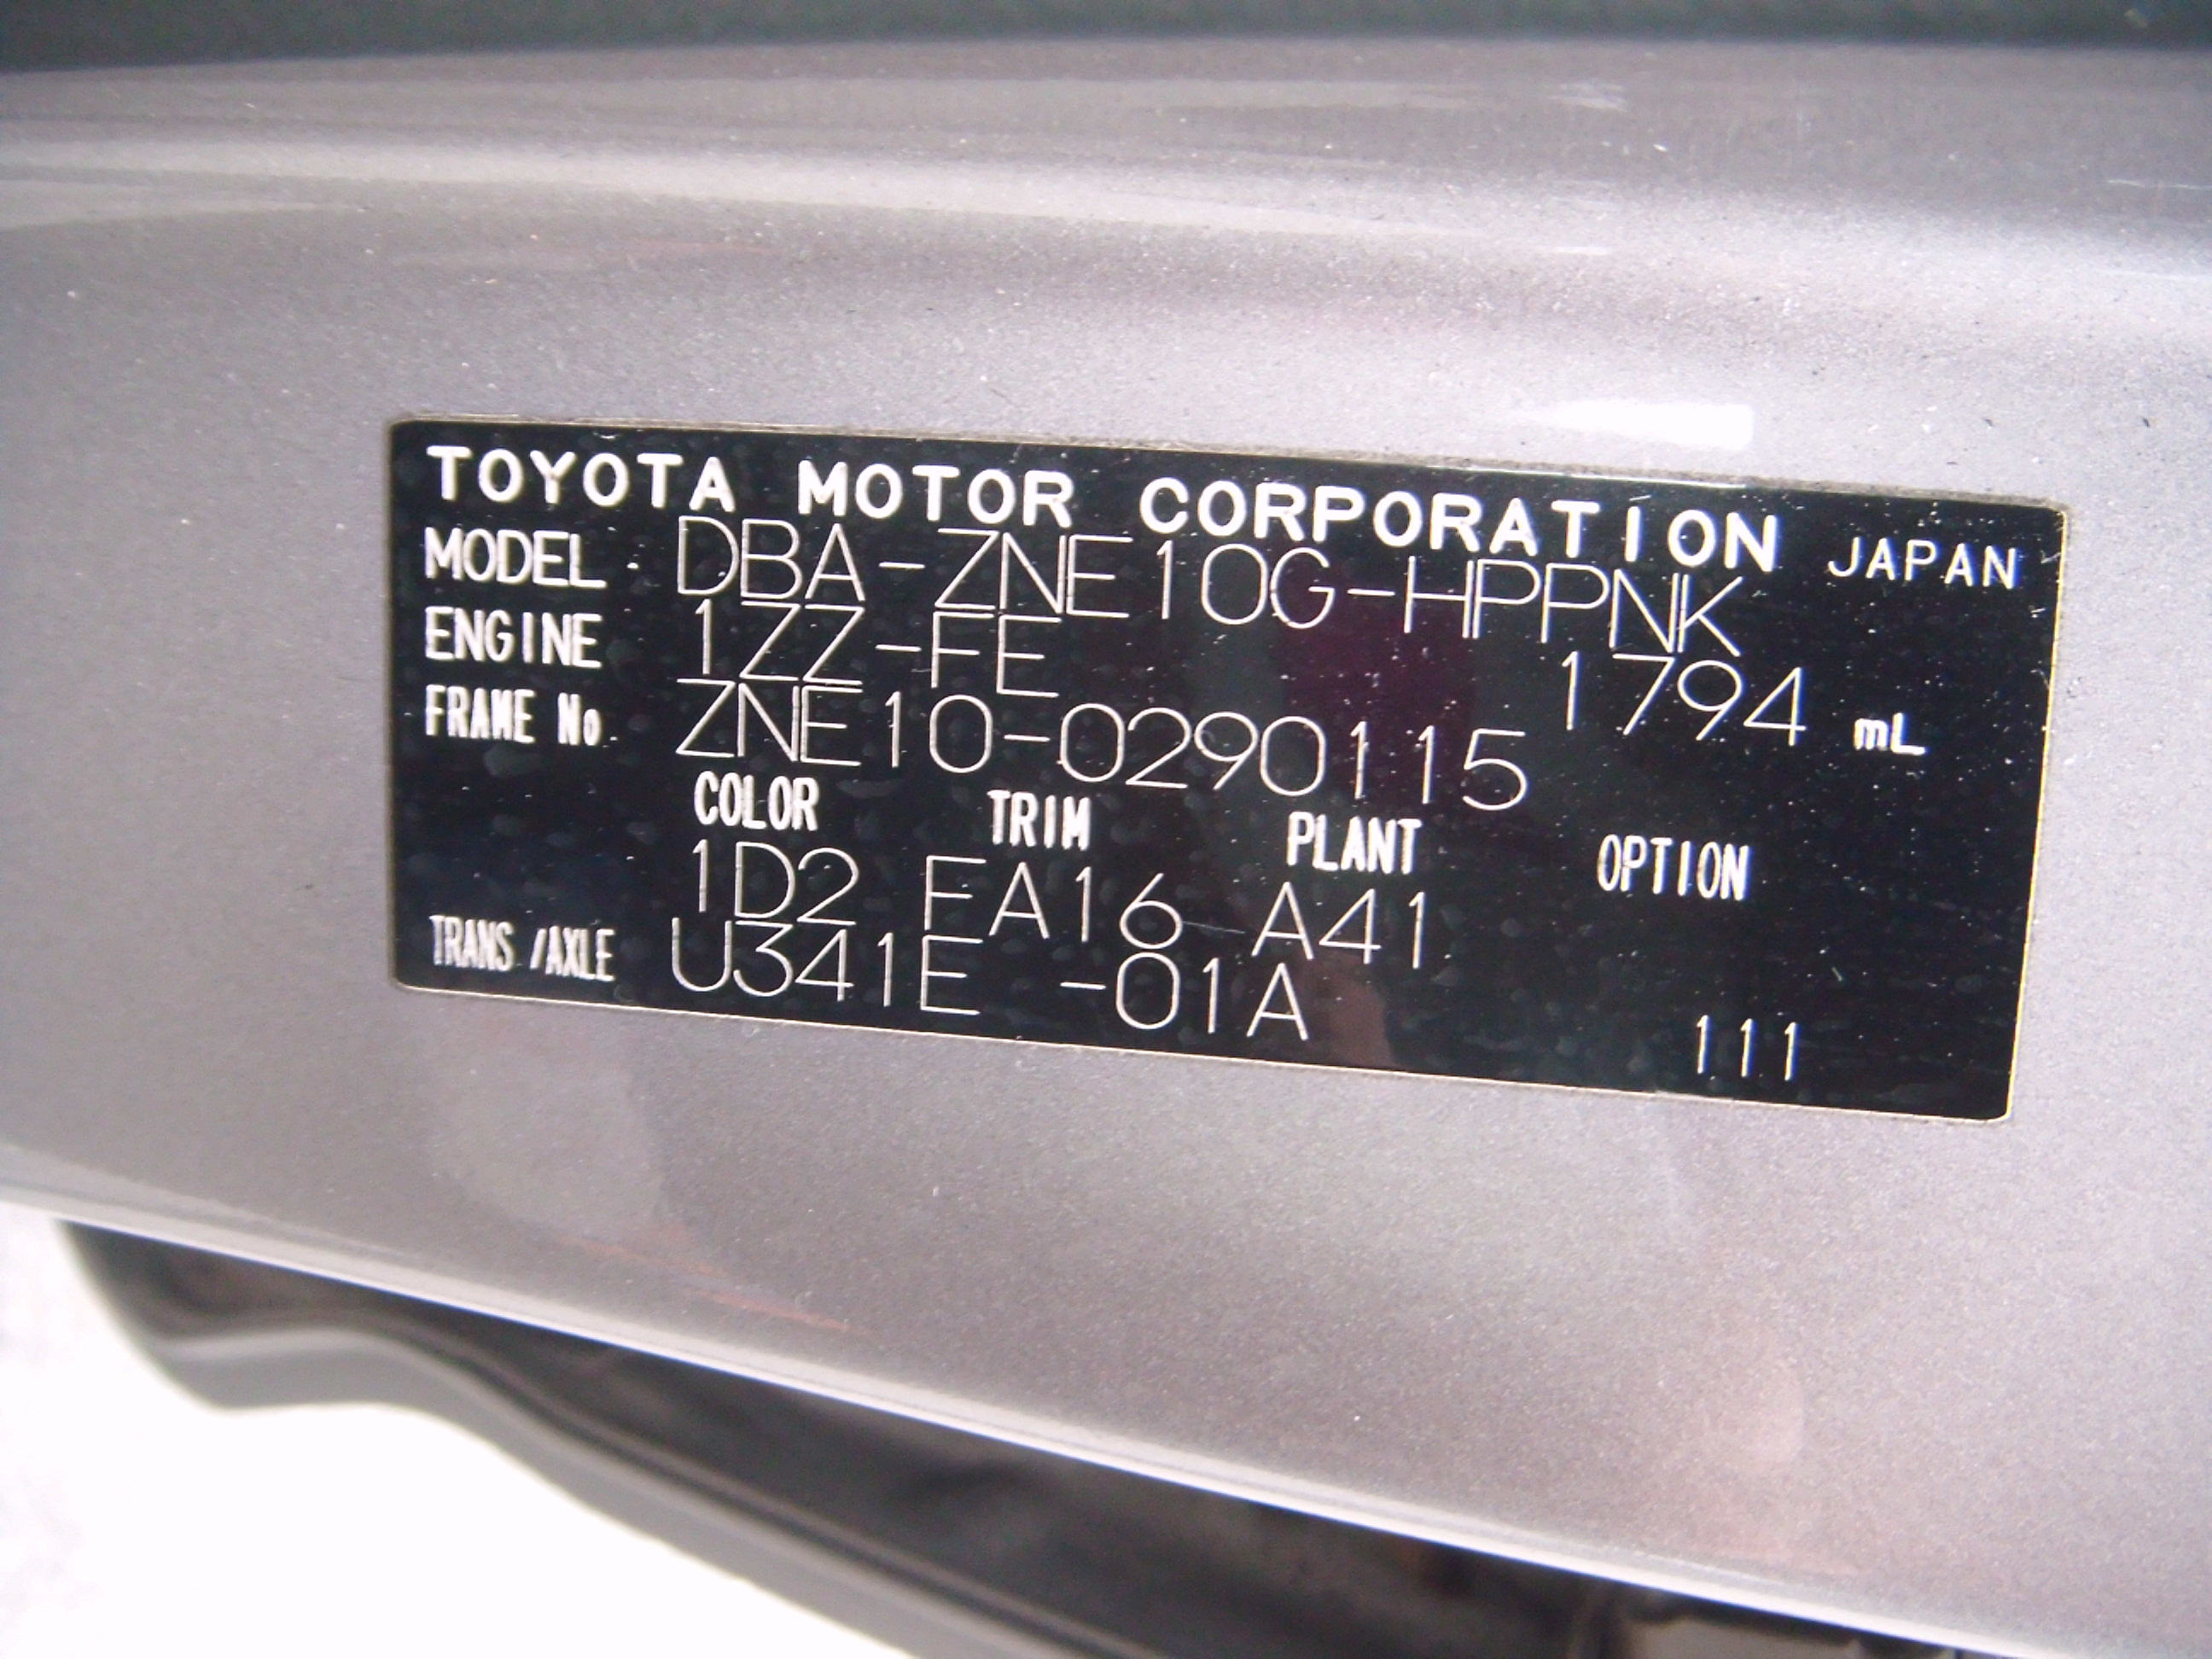 TOYOTA MOTOR CORPORATION JAPAN
MODEL DBA-ZNE10G-HPPNK
ENGINE 1ZZ-FE 1794 mL
FRAME No. ZNE10-0290115
COLOR TRIM PLANT OPTION
1D2 FA16 A41
TRANS/AXLE U341E -01A
111